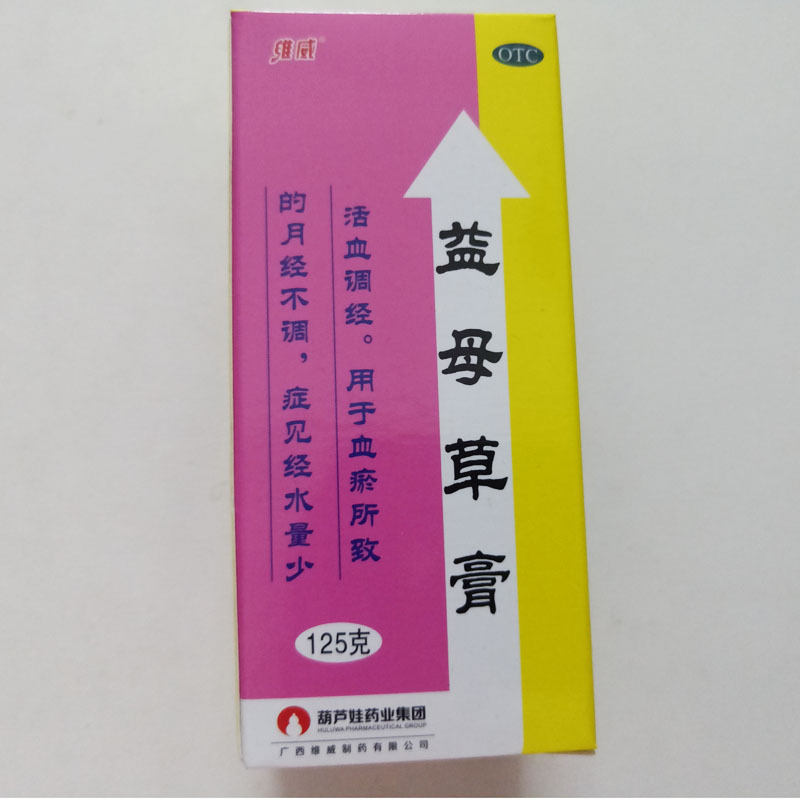 维威
OTC
益母草膏
活血调经。用于血瘀所致
的月经不调，症见经水量少
125克
葫芦娃药业集团
HULUWA PHARMACEUTICAL GROUP
广西维威制药有限公司